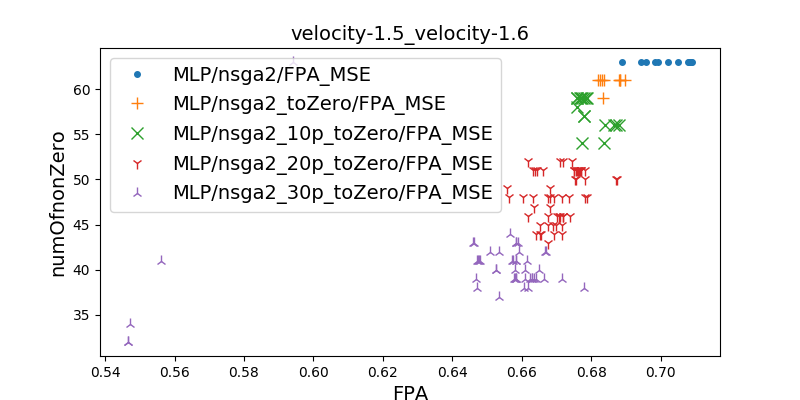 velocity-1.5_velocity-1.6
numOfnonZero
60
55
50
45
40
35
MLP/nsga2/FPA_MSE
MLP/nsga2_toZero/FPA_MSE
MLP/nsga2_10p_toZero/FPA_MSE
MLP/nsga2_20p_toZero/FPA_MSE
MLP/nsga2_30p_toZero/FPA_MSE
0.54 0.56 0.58 0.60 0.62 0.64 0.66 0.68 0.70
FPA